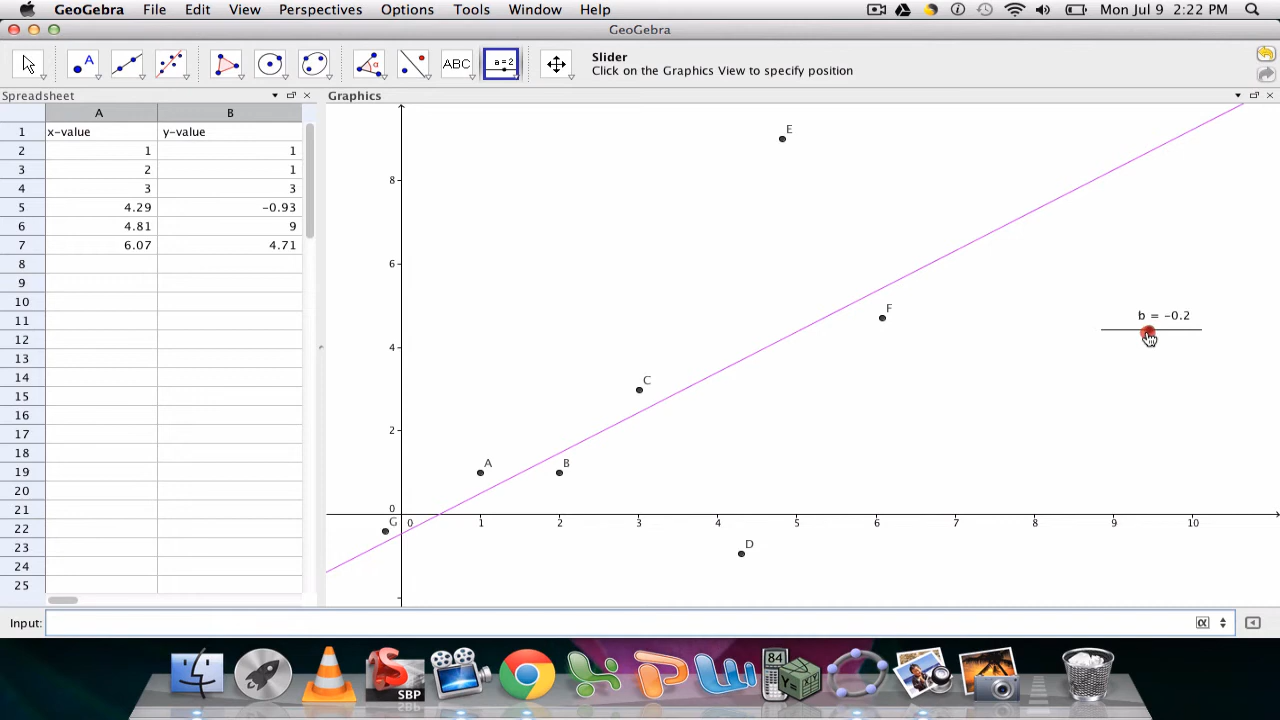 GeoGebra File Edit View Perspectives Options Tools Window Help Mon Jul 9 2:22 PM
GeoGebra
A ABC a=2 Slider
Click on the Graphics View to specify position
Spreadsheet Graphics
A B
1 x-value y-value
2 1 1
3 2 1
4 3 3
5 4.29 -0.93
6 4.81 9
7 6.07 4.71
8
9
10
11
12
13
14
15
16
17
18
19
20
21
22
23
24
25
E
8
6
F
b = -0.2
4
C
2
A B
0
G 0 1 2 3 4 5 6 7 8 9 10
D
Input: α
84
Y=
SBP